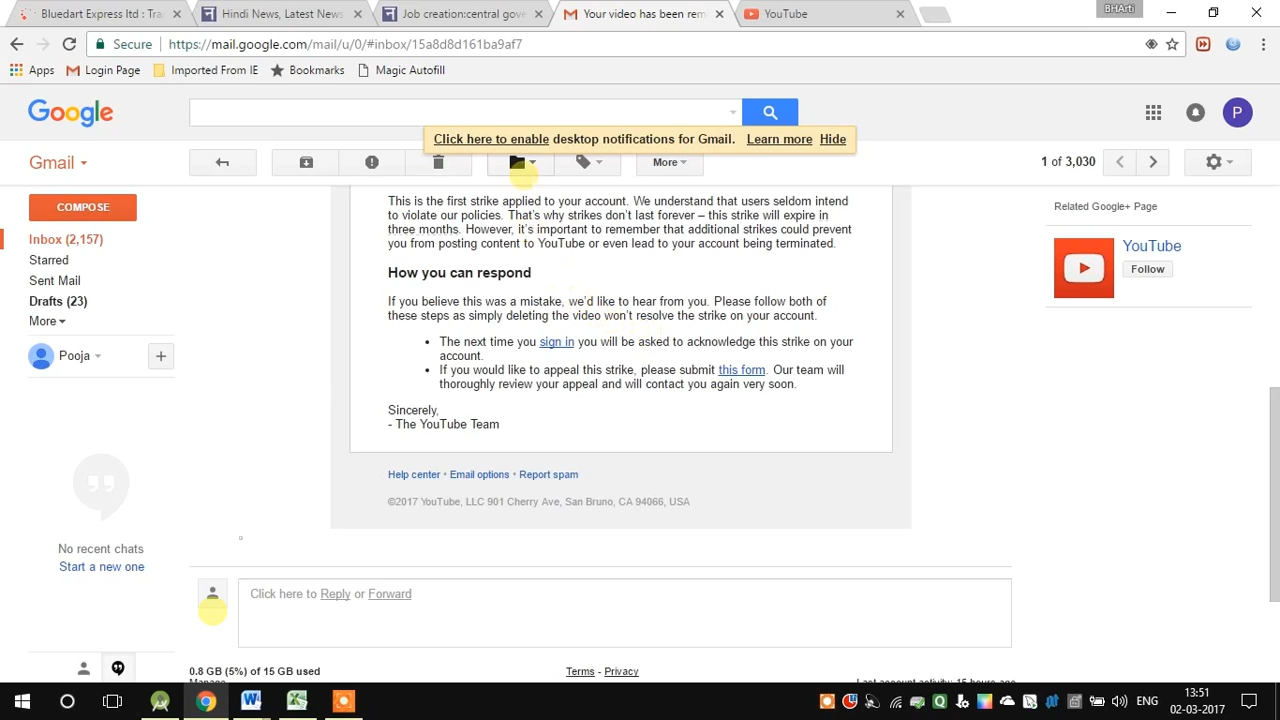 Bluedart Express ltd : Tra
Hindi News, Latest News
Job creation:central gove
Your video has been rem
YouTube
BHArti
Secure
https://mail.google.com/mail/u/0/#inbox/15a8d8d161ba9af7
Apps
Login Page
Imported From IE
Bookmarks
Magic Autofill
Google
P
Click here to enable desktop notifications for Gmail. Learn more Hide
Gmail
More
1 of 3,030
COMPOSE
Inbox (2,157)
Starred
Sent Mail
Drafts (23)
More
Pooja
This is the first strike applied to your account. We understand that users seldom intend
to violate our policies. That's why strikes don't last forever – this strike will expire in
three months. However, it's important to remember that additional strikes could prevent
you from posting content to YouTube or even lead to your account being terminated.
How you can respond
If you believe this was a mistake, we'd like to hear from you. Please follow both of
these steps as simply deleting the video won't resolve the strike on your account.
• The next time you sign in you will be asked to acknowledge this strike on your
account.
• If you would like to appeal this strike, please submit this form. Our team will
thoroughly review your appeal and will contact you again very soon.
Sincerely,
- The YouTube Team
Help center • Email options • Report spam
©2017 YouTube, LLC 901 Cherry Ave, San Bruno, CA 94066, USA
Related Google+ Page
YouTube
Follow
No recent chats
Start a new one
Click here to Reply or Forward
0.8 GB (5%) of 15 GB used
Manage
Terms - Privacy
Last account activity: 15 hours ago
ENG
13:51
02-03-2017